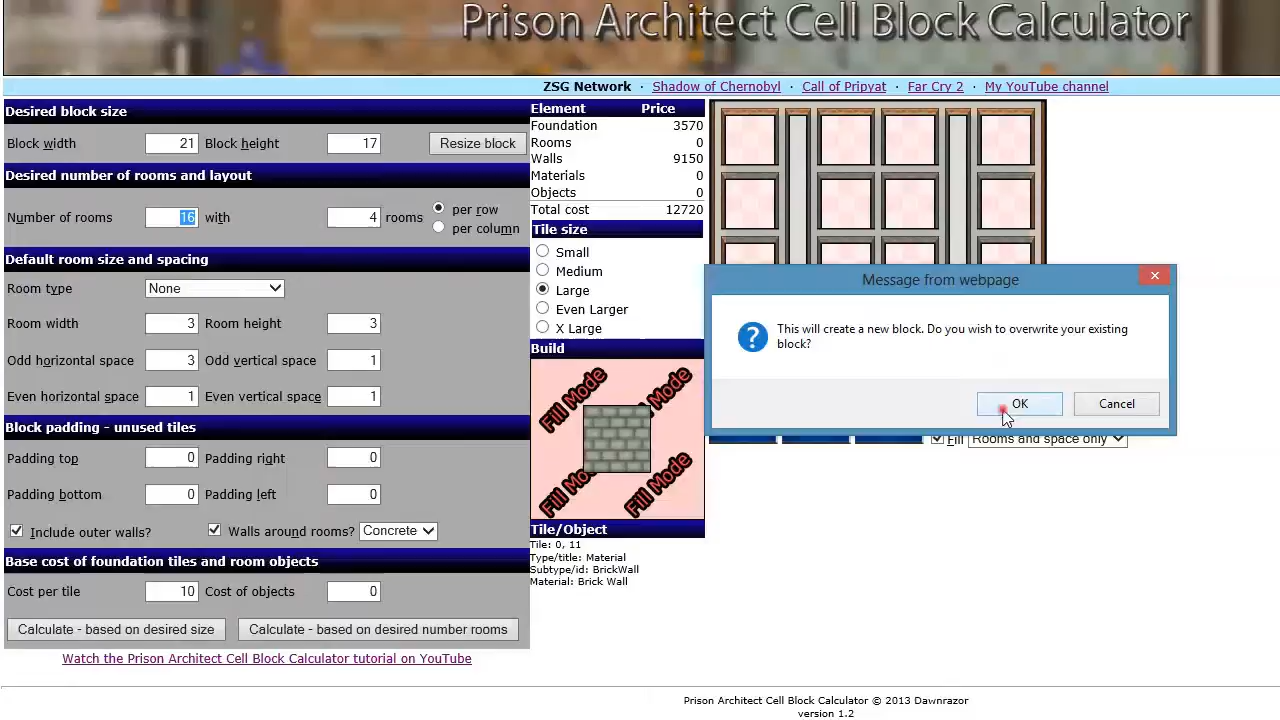 Prison Architect Cell Block Calculator
ZSG Network · Shadow of Chernobyl · Call of Pripyat · Far Cry 2 · My YouTube channel
Desired block size
Block width 21 Block height 17 Resize block
Desired number of rooms and layout
Number of rooms 16 with 4 rooms per row
per column
Default room size and spacing
Room type None
Room width 3 Room height 3
Odd horizontal space 3 Odd vertical space 1
Even horizontal space 1 Even vertical space 1
Block padding - unused tiles
Padding top 0 Padding right 0
Padding bottom 0 Padding left 0
Include outer walls? Walls around rooms? Concrete
Base cost of foundation tiles and room objects
Cost per tile 10 Cost of objects 0
Calculate - based on desired size Calculate - based on desired number rooms
Watch the Prison Architect Cell Block Calculator tutorial on YouTube
Element Price
Foundation 3570
Rooms 0
Walls 9150
Materials 0
Objects 0
Total cost 12720
Tile size
Small
Medium
Large
Even Larger
X Large
Build
Fill Mode Fill Mode
Fill Mo Fill Mode
Tile/Object
Tile: 0, 11
Type/title: Material
Subtype/id: BrickWall
Material: Brick Wall
Message from webpage
This will create a new block. Do you wish to overwrite your existing
block?
OK Cancel
Fill Rooms and space only
Prison Architect Cell Block Calculator © 2013 Dawnrazor
version 1.2